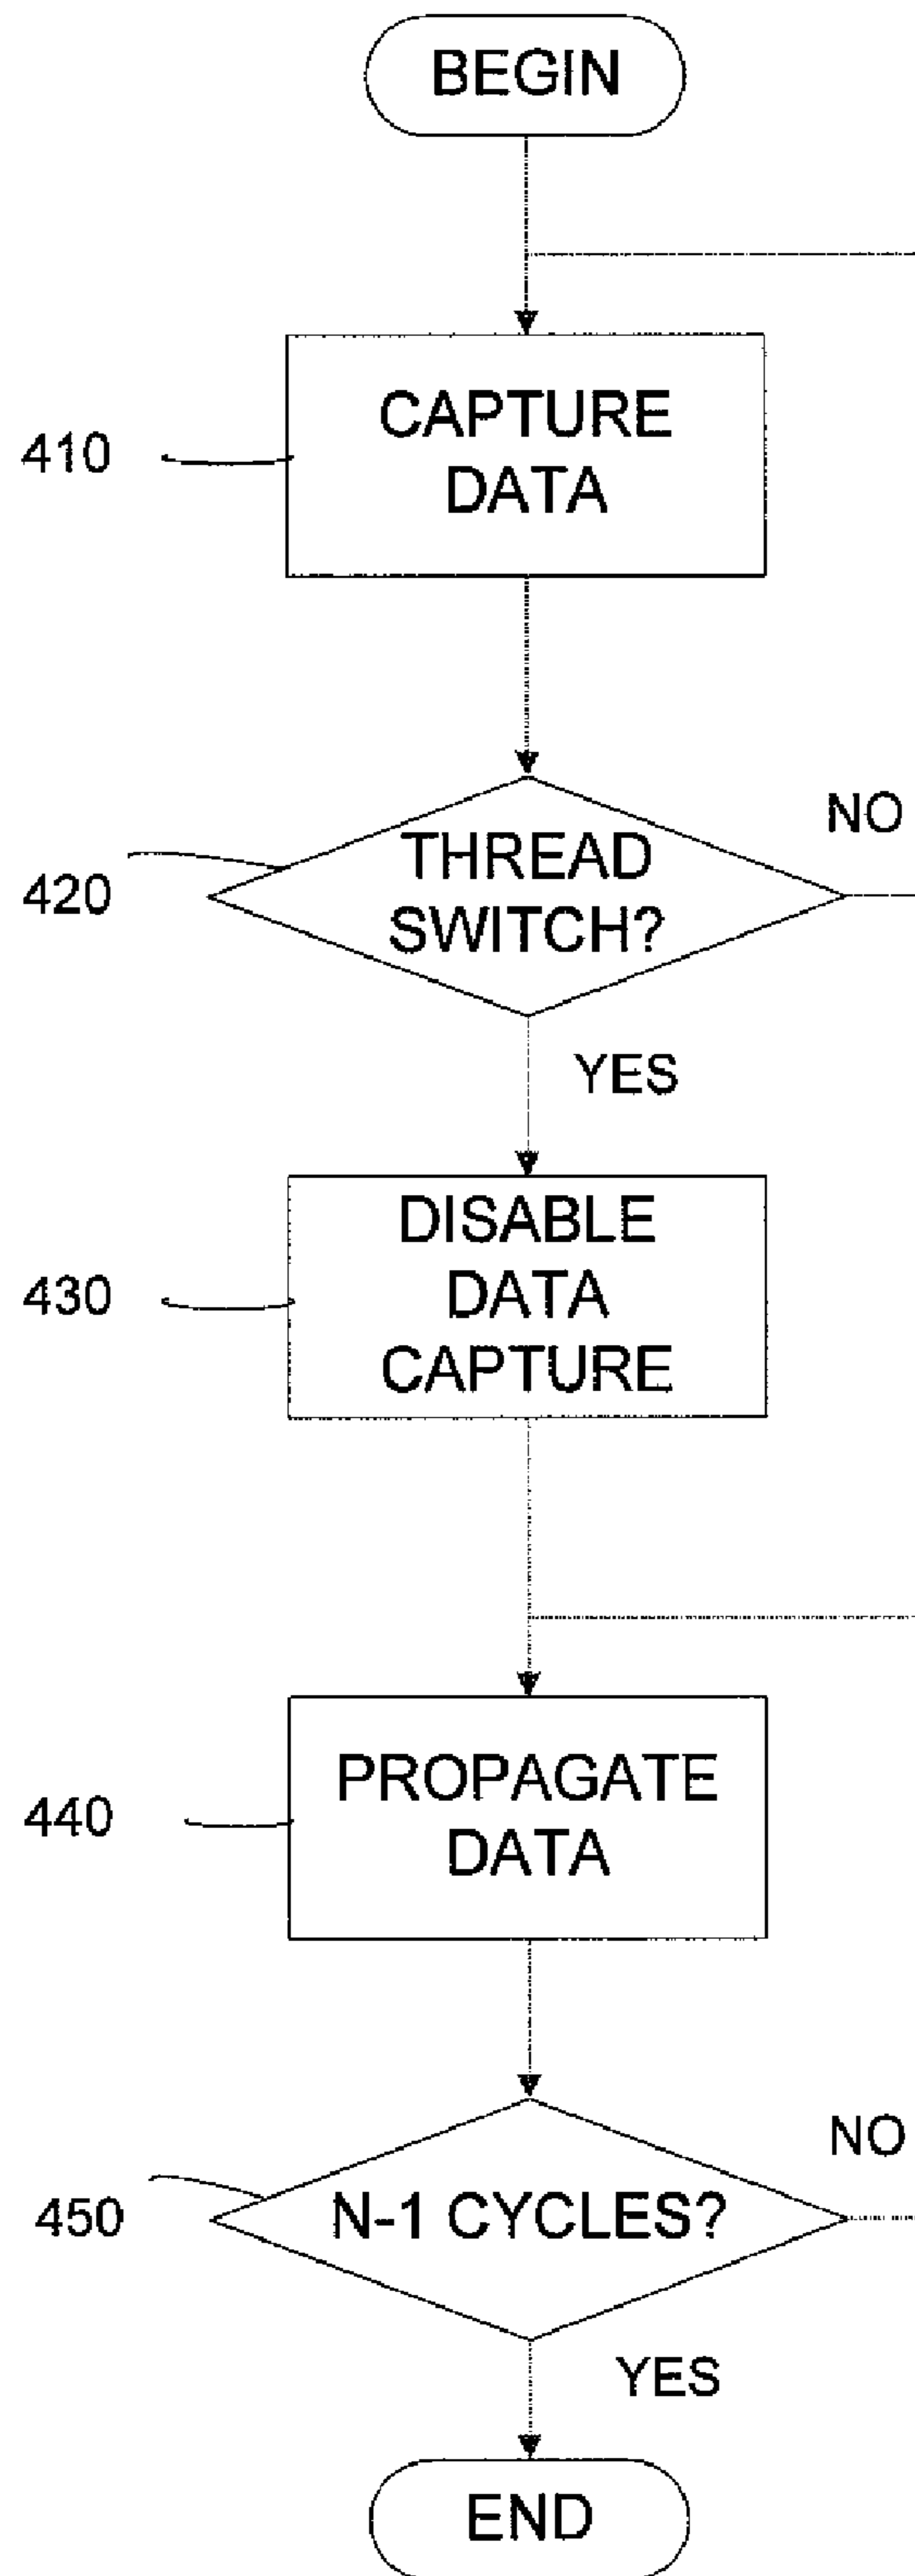 BEGIN
410
CAPTURE
DATA
420
THREAD
SWITCH?
NO
YES
430
DISABLE
DATA
CAPTURE
440
PROPAGATE
DATA
450
N-1 CYCLES?
NO
YES
END